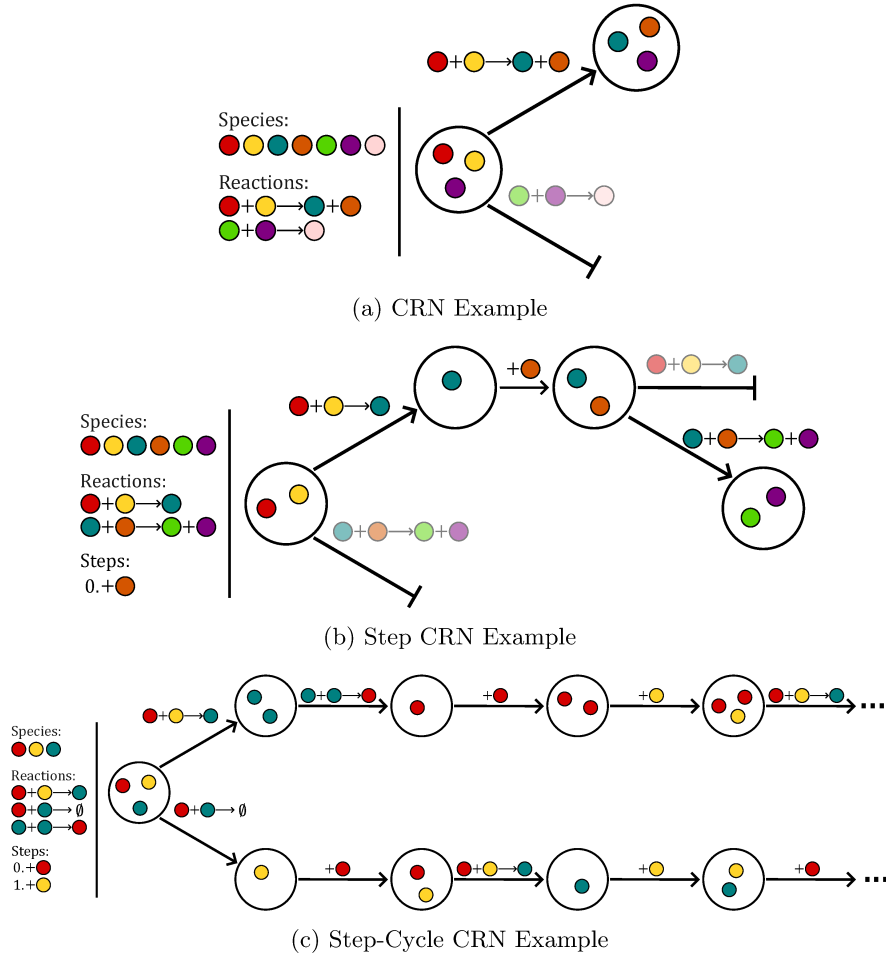 Species:
Reactions:
(a) CRN Example
Species:
Reactions:
Steps:
0.+
(b) Step CRN Example
Species:
Reactions:
∅
Steps:
0.+
1.+
∅
(c) Step-Cycle CRN Example